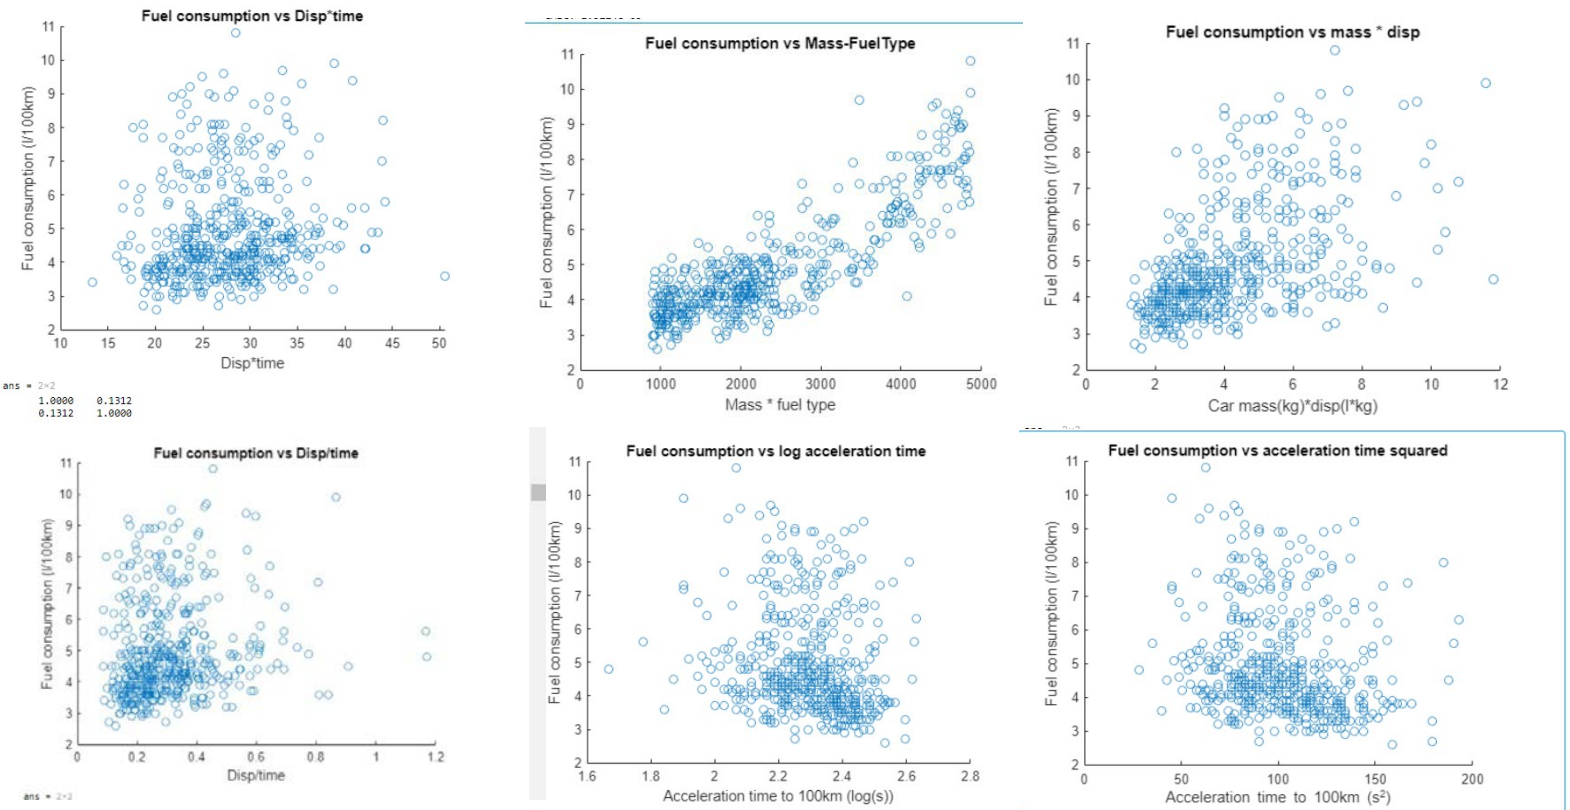 Fuel consumption vs Disp*time
Fuel consumption (l/100km)
11
10
9
8
7
6
5
4
3
2
10 15 20 25 30 35 40 45 50
Disp*time
ans = 2×2
1.0000 0.1312
0.1312 1.0000
Fuel consumption vs Mass-FuelType
Fuel consumption (l/100km)
11
10
9
8
7
6
5
4
3
2
0 1000 2000 3000 4000 5000
Mass * fuel type
Fuel consumption vs mass * disp
Fuel consumption (l/100km)
11
10
9
8
7
6
5
4
3
2
0 2 4 6 8 10 12
Car mass(kg)*disp(l*kg)
Fuel consumption vs Disp/time
Fuel consumption (l/100km)
11
10
9
8
7
6
5
4
3
2
0 0.2 0.4 0.6 0.8 1 1.2
Disp/time
ans = 2×2
Fuel consumption vs log acceleration time
Fuel consumption (l/100km)
11
10
9
8
7
6
5
4
3
2
1.6 1.8 2 2.2 2.4 2.6 2.8
Acceleration time to 100km (log(s))
Fuel consumption vs acceleration time squared
Fuel consumption (l/100km)
11
10
9
8
7
6
5
4
3
2
0 50 100 150 200
Acceleration time to 100km (s²)